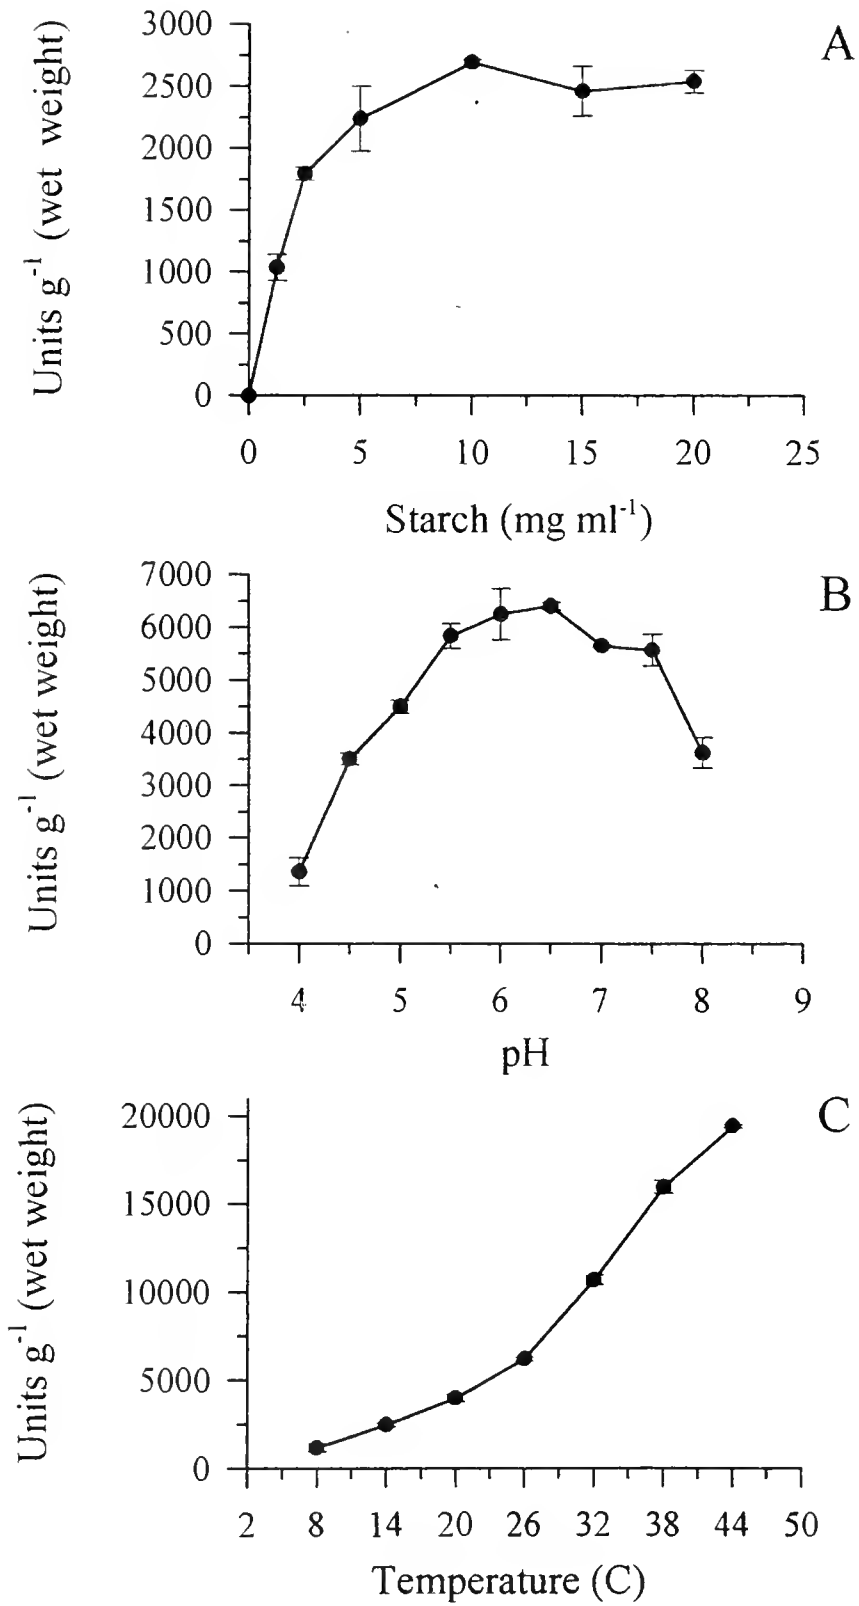 A
Units g⁻¹ (wet weight)
3000
2500
2000
1500
1000
500
0
0 5 10 15 20 25
Starch (mg ml⁻¹)
B
Units g⁻¹ (wet weight)
7000
6000
5000
4000
3000
2000
1000
0
4 5 6 7 8 9
pH
C
Units g⁻¹ (wet weight)
20000
15000
10000
5000
0
2 8 14 20 26 32 38 44 50
Temperature (C)